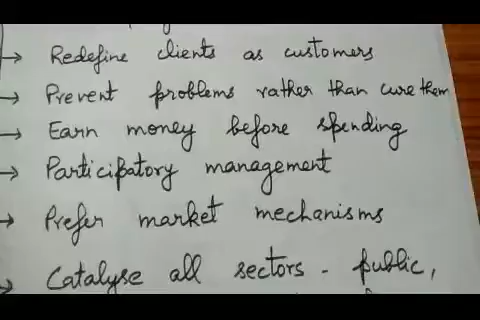 → Redefine clients as customers
→ Prevent problems rather than cure them
→ Earn money before spending
→ Participatory management
→ Prefer market mechanisms
→ Catalyse all sectors - public,